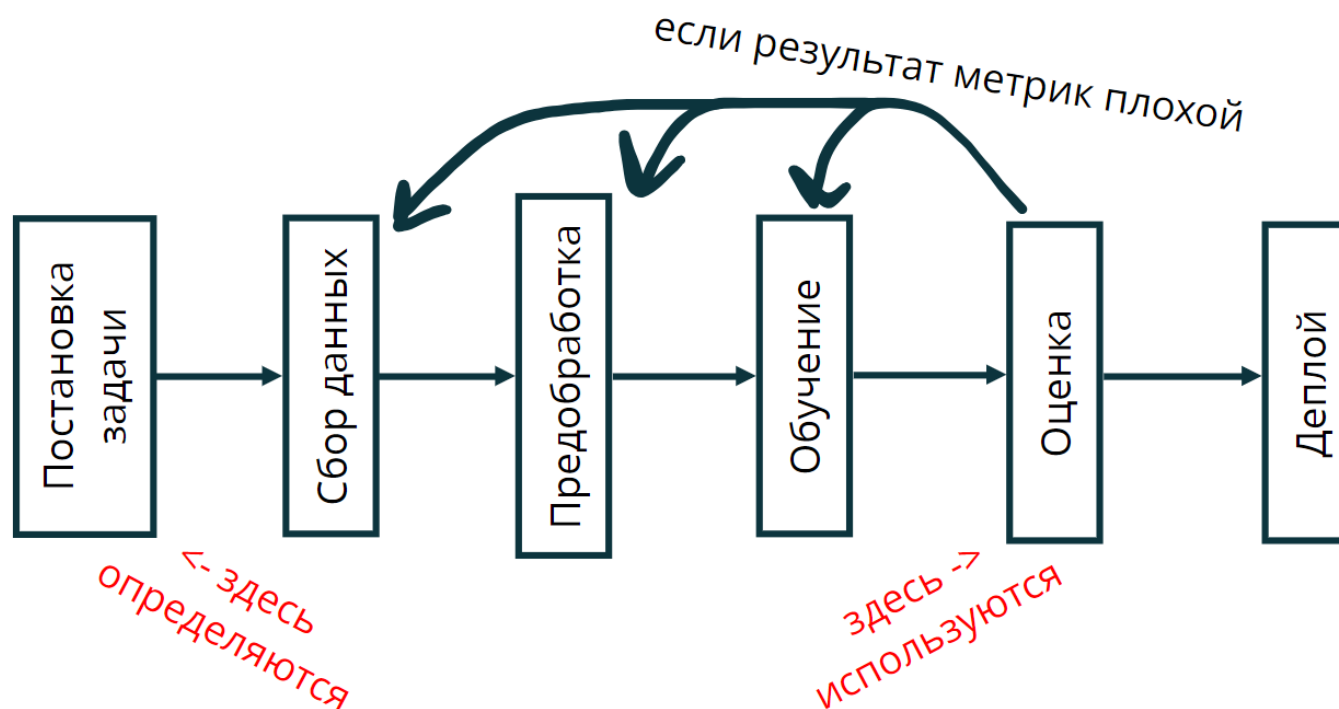 если результат метрик плохой
Постановка
задачи
Сбор данных
Предобработка
Обучение
Оценка
Деплой
<- здесь
определяются
здесь ->
используются